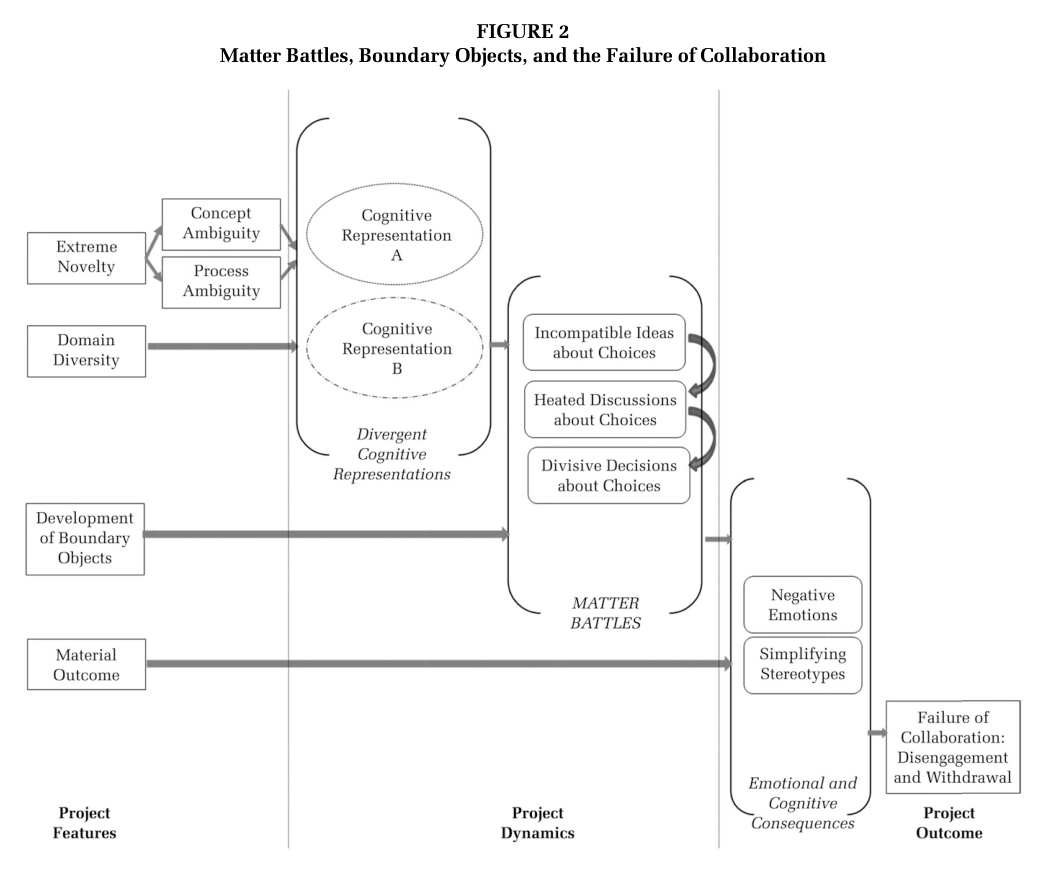 FIGURE 2
Matter Battles, Boundary Objects, and the Failure of Collaboration
Extreme
Novelty
Concept
Ambiguity
Process
Ambiguity
Domain
Diversity
Development
of Boundary
Objects
Material
Outcome
Project
Features
Cognitive
Representation
A
Cognitive
Representation
B
Divergent
Cognitive
Representations
Incompatible Ideas
about Choices
Heated Discussions
about Choices
Divisive Decisions
about Choices
MATTER
BATTLES
Project
Dynamics
Negative
Emotions
Simplifying
Stereotypes
Emotional and
Cognitive
Consequences
Failure of
Collaboration:
Disengagement
and Withdrawal
Project
Outcome